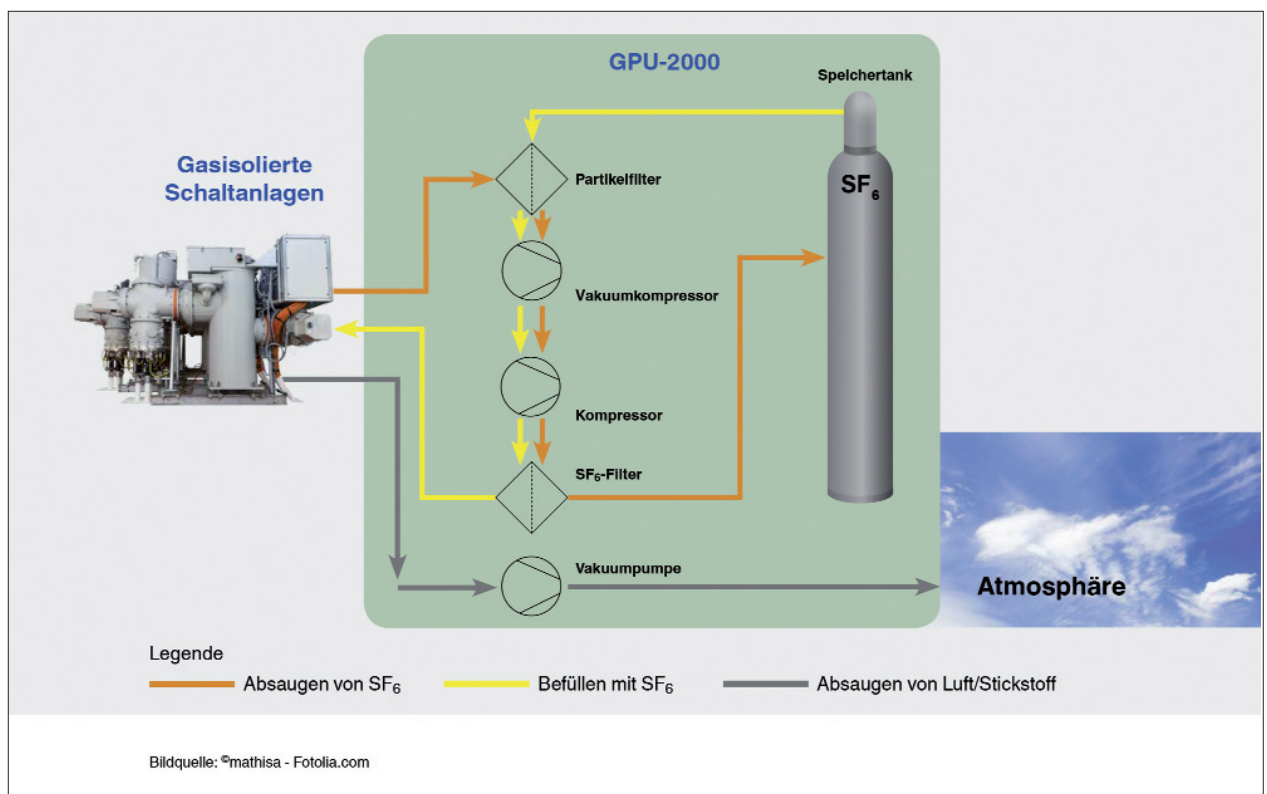 GPU-2000
Speichertank
Gasisolierte
Schaltanlagen
Partikelfilter
SF₆
Vakuumkompressor
Kompressor
SF₆-Filter
Vakuumpumpe
Atmosphäre
Legende
Absaugen von SF₆
Befüllen mit SF₆
Absaugen von Luft/Stickstoff
Bildquelle: ©mathisa - Fotolia.com